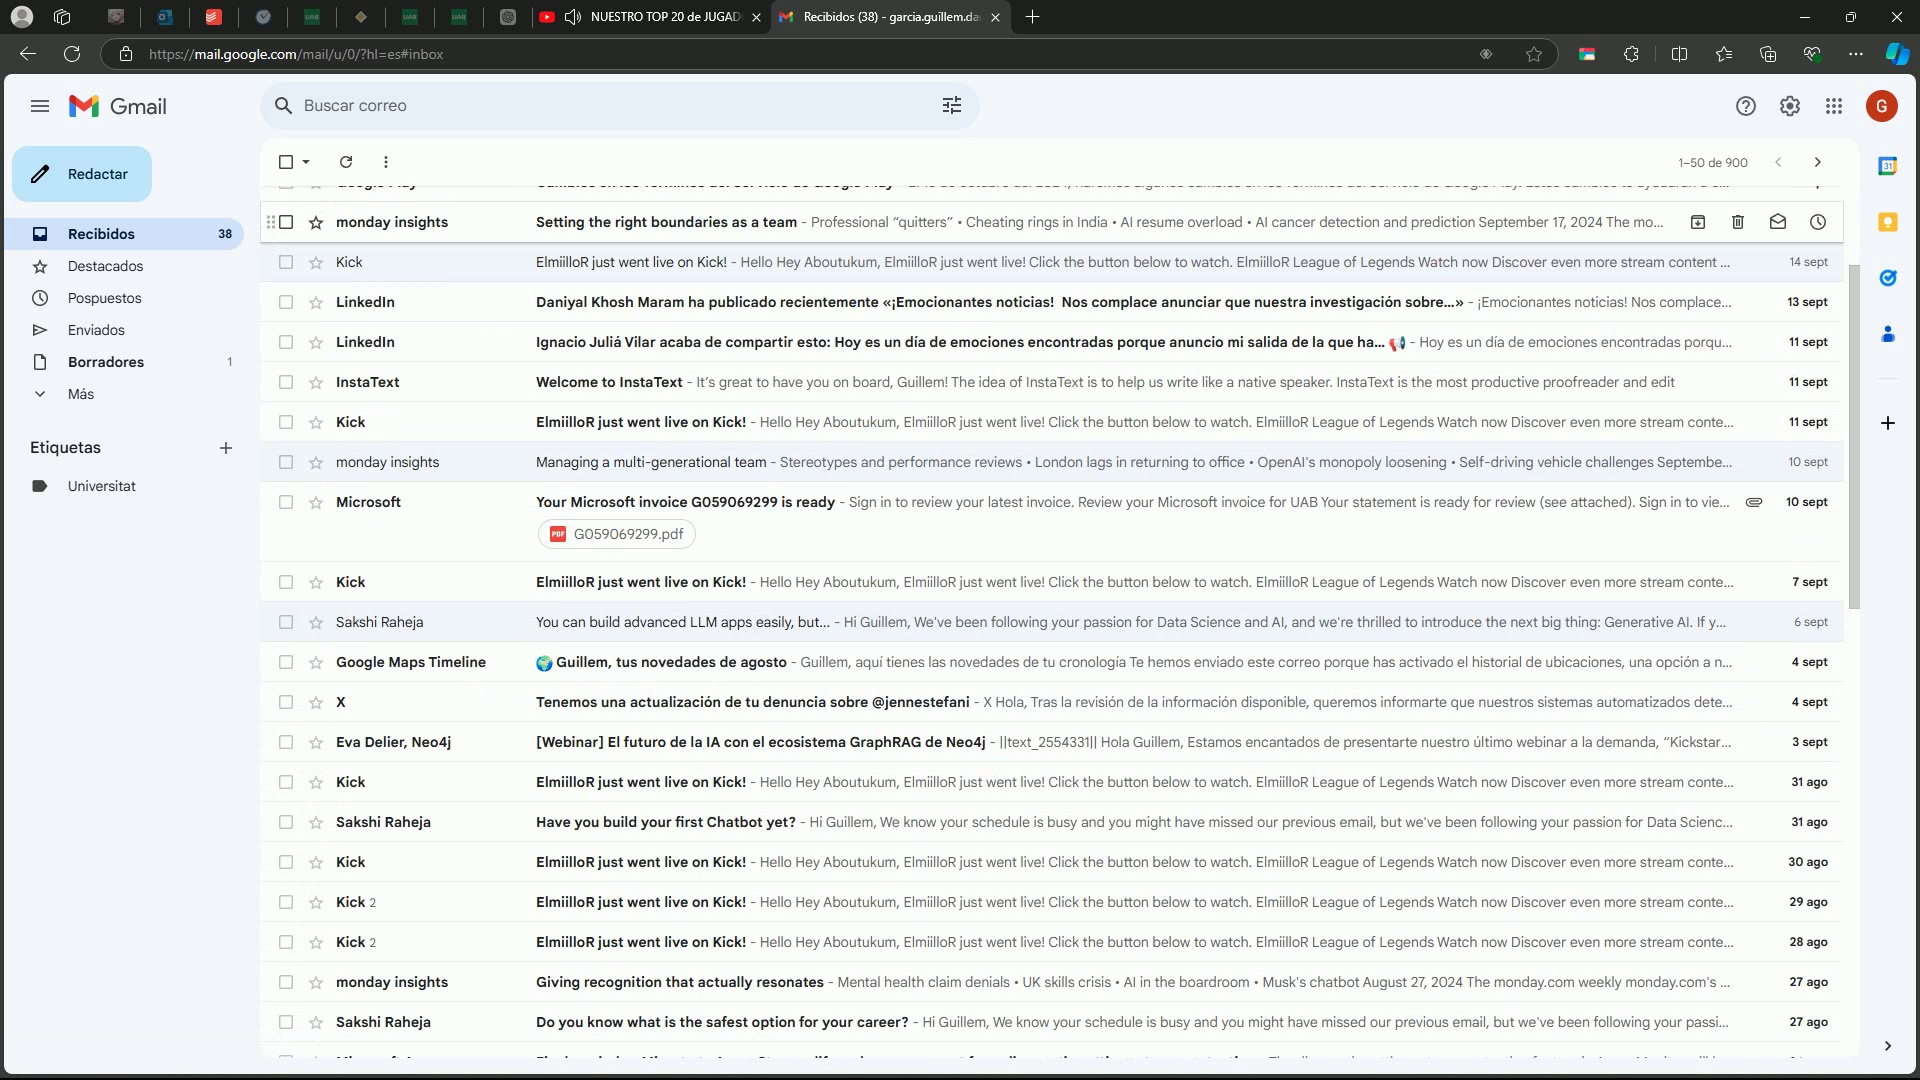 NUESTRO TOP 20 de JUGAD
Recibidos (38) - garcia.guillem.da
https://mail.google.com/mail/u/0/?hl=es#inbox
Gmail
Buscar correo
G
Redactar
1–50 de 900
Recibidos 38
Destacados
Pospuestos
Enviados
Borradores 1
Más
Etiquetas
Universitat
monday insights Setting the right boundaries as a team - Professional “quitters” • Cheating rings in India • AI resume overload • AI cancer detection and prediction September 17, 2024 The mo...
Kick ElmiilloR just went live on Kick! - Hello Hey Aboutukum, ElmiilloR just went live! Click the button below to watch. ElmiilloR League of Legends Watch now Discover even more stream content ... 14 sept
LinkedIn Daniyal Khosh Maram ha publicado recientemente «¡Emocionantes noticias! Nos complace anunciar que nuestra investigación sobre...» - ¡Emocionantes noticias! Nos complace... 13 sept
LinkedIn Ignacio Juliá Vilar acaba de compartir esto: Hoy es un día de emociones encontradas porque anuncio mi salida de la que ha... 📢 - Hoy es un día de emociones encontradas porqu... 11 sept
InstaText Welcome to InstaText - It’s great to have you on board, Guillem! The idea of InstaText is to help us write like a native speaker. InstaText is the most productive proofreader and edit 11 sept
Kick ElmiilloR just went live on Kick! - Hello Hey Aboutukum, ElmiilloR just went live! Click the button below to watch. ElmiilloR League of Legends Watch now Discover even more stream conte... 11 sept
monday insights Managing a multi-generational team - Stereotypes and performance reviews • London lags in returning to office • OpenAI's monopoly loosening • Self-driving vehicle challenges Septembe... 10 sept
Microsoft Your Microsoft invoice G059069299 is ready - Sign in to review your latest invoice. Review your Microsoft invoice for UAB Your statement is ready for review (see attached). Sign in to vie... 10 sept
PDF G059069299.pdf
Kick ElmiilloR just went live on Kick! - Hello Hey Aboutukum, ElmiilloR just went live! Click the button below to watch. ElmiilloR League of Legends Watch now Discover even more stream conte... 7 sept
Sakshi Raheja You can build advanced LLM apps easily, but... - Hi Guillem, We've been following your passion for Data Science and AI, and we're thrilled to introduce the next big thing: Generative AI. If y... 6 sept
Google Maps Timeline 🌍 Guillem, tus novedades de agosto - Guillem, aquí tienes las novedades de tu cronología Te hemos enviado este correo porque has activado el historial de ubicaciones, una opción a n... 4 sept
X Tenemos una actualización de tu denuncia sobre @jennestefani - X Hola, Tras la revisión de la información disponible, queremos informarte que nuestros sistemas automatizados dete... 4 sept
Eva Delier, Neo4j [Webinar] El futuro de la IA con el ecosistema GraphRAG de Neo4j - ||text_2554331|| Hola Guillem, Estamos encantados de presentarte nuestro último webinar a la demanda, “Kickstar... 3 sept
Kick ElmiilloR just went live on Kick! - Hello Hey Aboutukum, ElmiilloR just went live! Click the button below to watch. ElmiilloR League of Legends Watch now Discover even more stream conte... 31 ago
Sakshi Raheja Have you build your first Chatbot yet? - Hi Guillem, We know your schedule is busy and you might have missed our previous email, but we've been following your passion for Data Scienc... 31 ago
Kick ElmiilloR just went live on Kick! - Hello Hey Aboutukum, ElmiilloR just went live! Click the button below to watch. ElmiilloR League of Legends Watch now Discover even more stream conte... 30 ago
Kick 2 ElmiilloR just went live on Kick! - Hello Hey Aboutukum, ElmiilloR just went live! Click the button below to watch. ElmiilloR League of Legends Watch now Discover even more stream conte... 29 ago
Kick 2 ElmiilloR just went live on Kick! - Hello Hey Aboutukum, ElmiilloR just went live! Click the button below to watch. ElmiilloR League of Legends Watch now Discover even more stream conte... 28 ago
monday insights Giving recognition that actually resonates - Mental health claim denials • UK skills crisis • AI in the boardroom • Musk's chatbot August 27, 2024 The monday.com weekly monday.com's ... 27 ago
Sakshi Raheja Do you know what is the safest option for your career? - Hi Guillem, We know your schedule is busy and you might have missed our previous email, but we've been following your passi... 27 ago